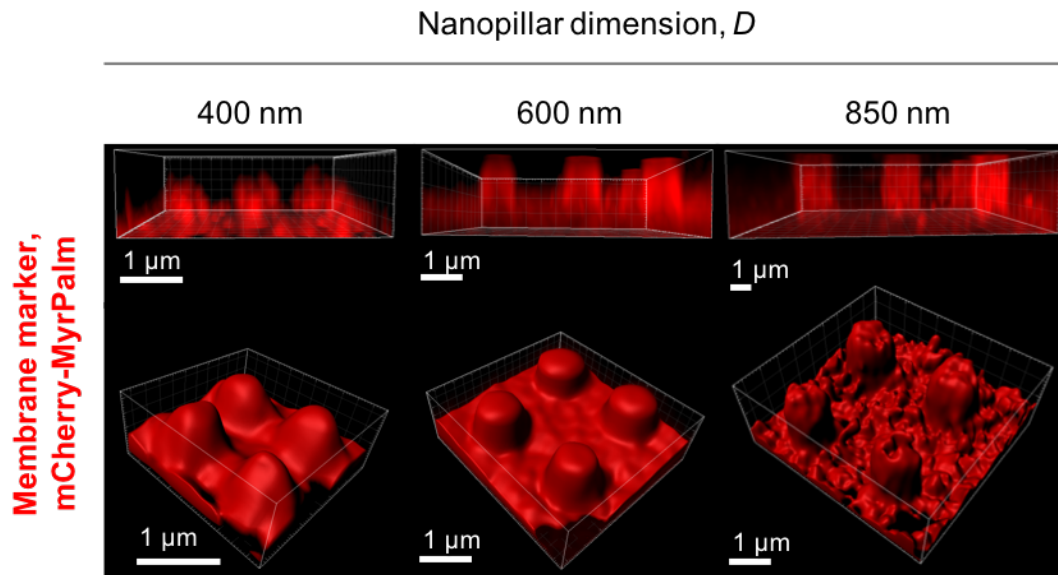 Nanopillar dimension, D
400 nm 600 nm 850 nm
Membrane marker,
mCherry-MyrPalm
1 µm 1 µm 1 µm
1 µm 1 µm 1 µm